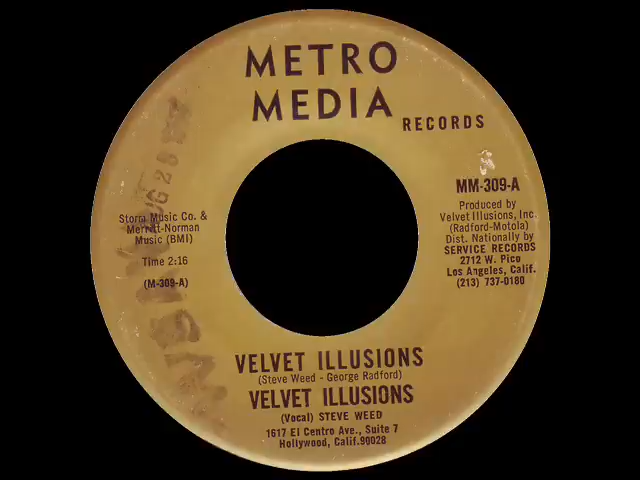 METRO
MEDIA
RECORDS
MM-309-A
Produced by
Velvet Illusions, Inc.
(Radford-Motola)
Dist. Nationally by
SERVICE RECORDS
2712 W. Pico
Los Angeles, Calif.
(213) 737-0180
Storm Music Co. &
Merritt-Norman
Music (BMI)
Time 2:16
(M-309-A)
VELVET ILLUSIONS
(Steve Weed - George Radford)
VELVET ILLUSIONS
(Vocal) STEVE WEED
1617 El Centro Ave., Suite 7
Hollywood, Calif.90028